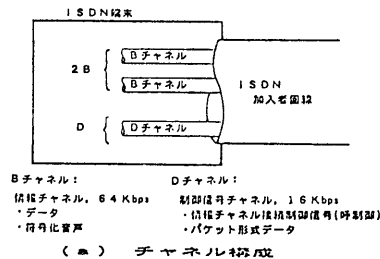 ISDN端末
2B
Bチャネル
Bチャネル
D
Dチャネル
ISDN
加入者回線
Bチャネル:
情報チャネル, 64Kbps
・データ
・符号化音声
Dチャネル:
制御信号チャネル, 16Kbps
・情報チャネル接続制御信号(呼制御)
・パケット形式データ
(a) チャネル構成